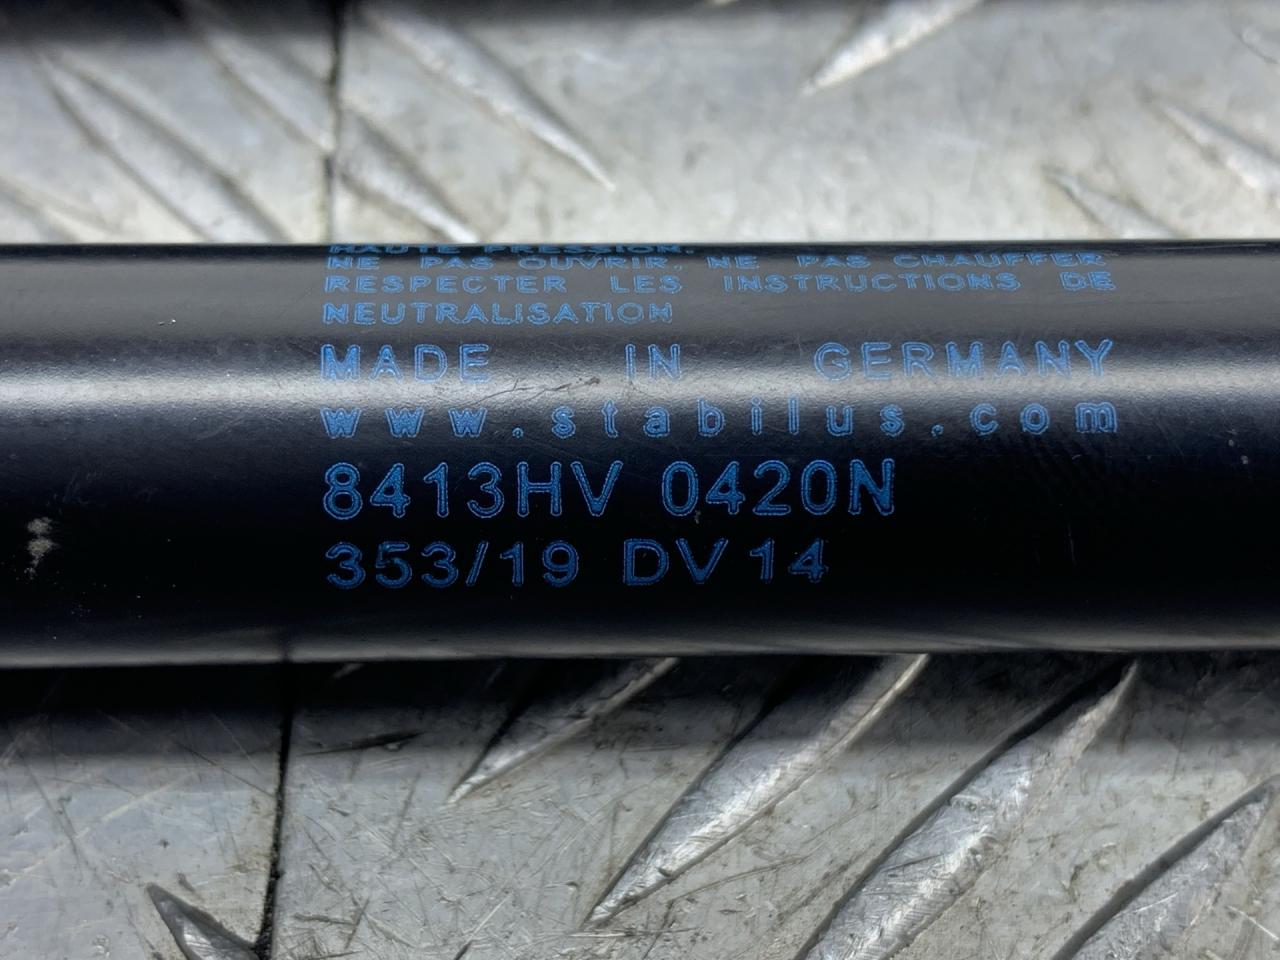 HAUTE PRESSION.
NE PAS OUVRIR, NE PAS CHAUFFER
RESPECTER LES INSTRUCTIONS DE
NEUTRALISATION
MADE IN GERMANY
www.stabilus.com
8413HV 0420N
353/19 DV14